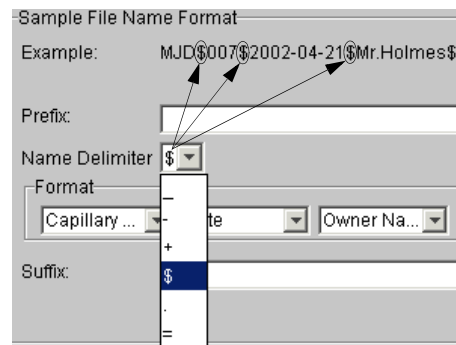 Sample File Name Format
Example: MJD$007$2002-04-21$Mr.Holmes$
Prefix:
Name Delimiter $
_
Format
-
Capillary ... te Owner Na...
+
Suffix: $
.
=